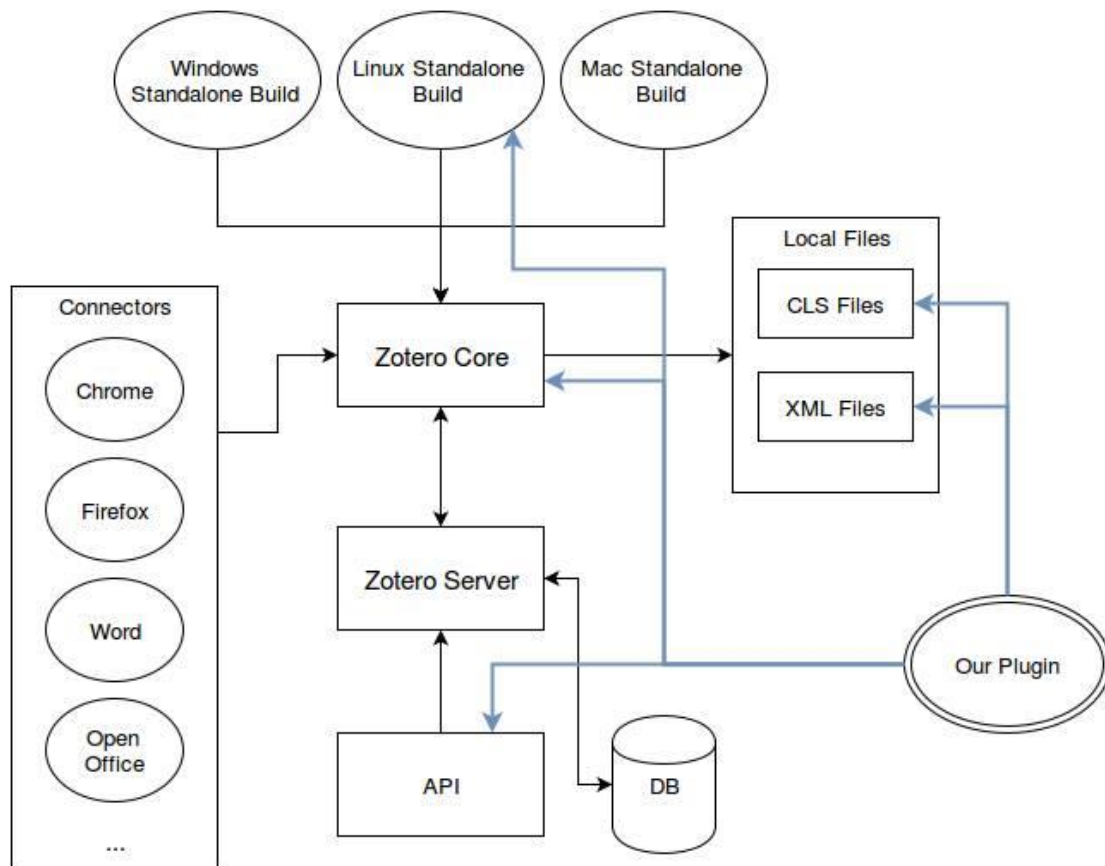 Windows
Standalone Build
Linux Standalone
Build
Mac Standalone
Build
Local Files
CLS Files
XML Files
Connectors
Chrome
Firefox
Word
Open
Office
...
Zotero Core
Zotero Server
API
DB
Our Plugin